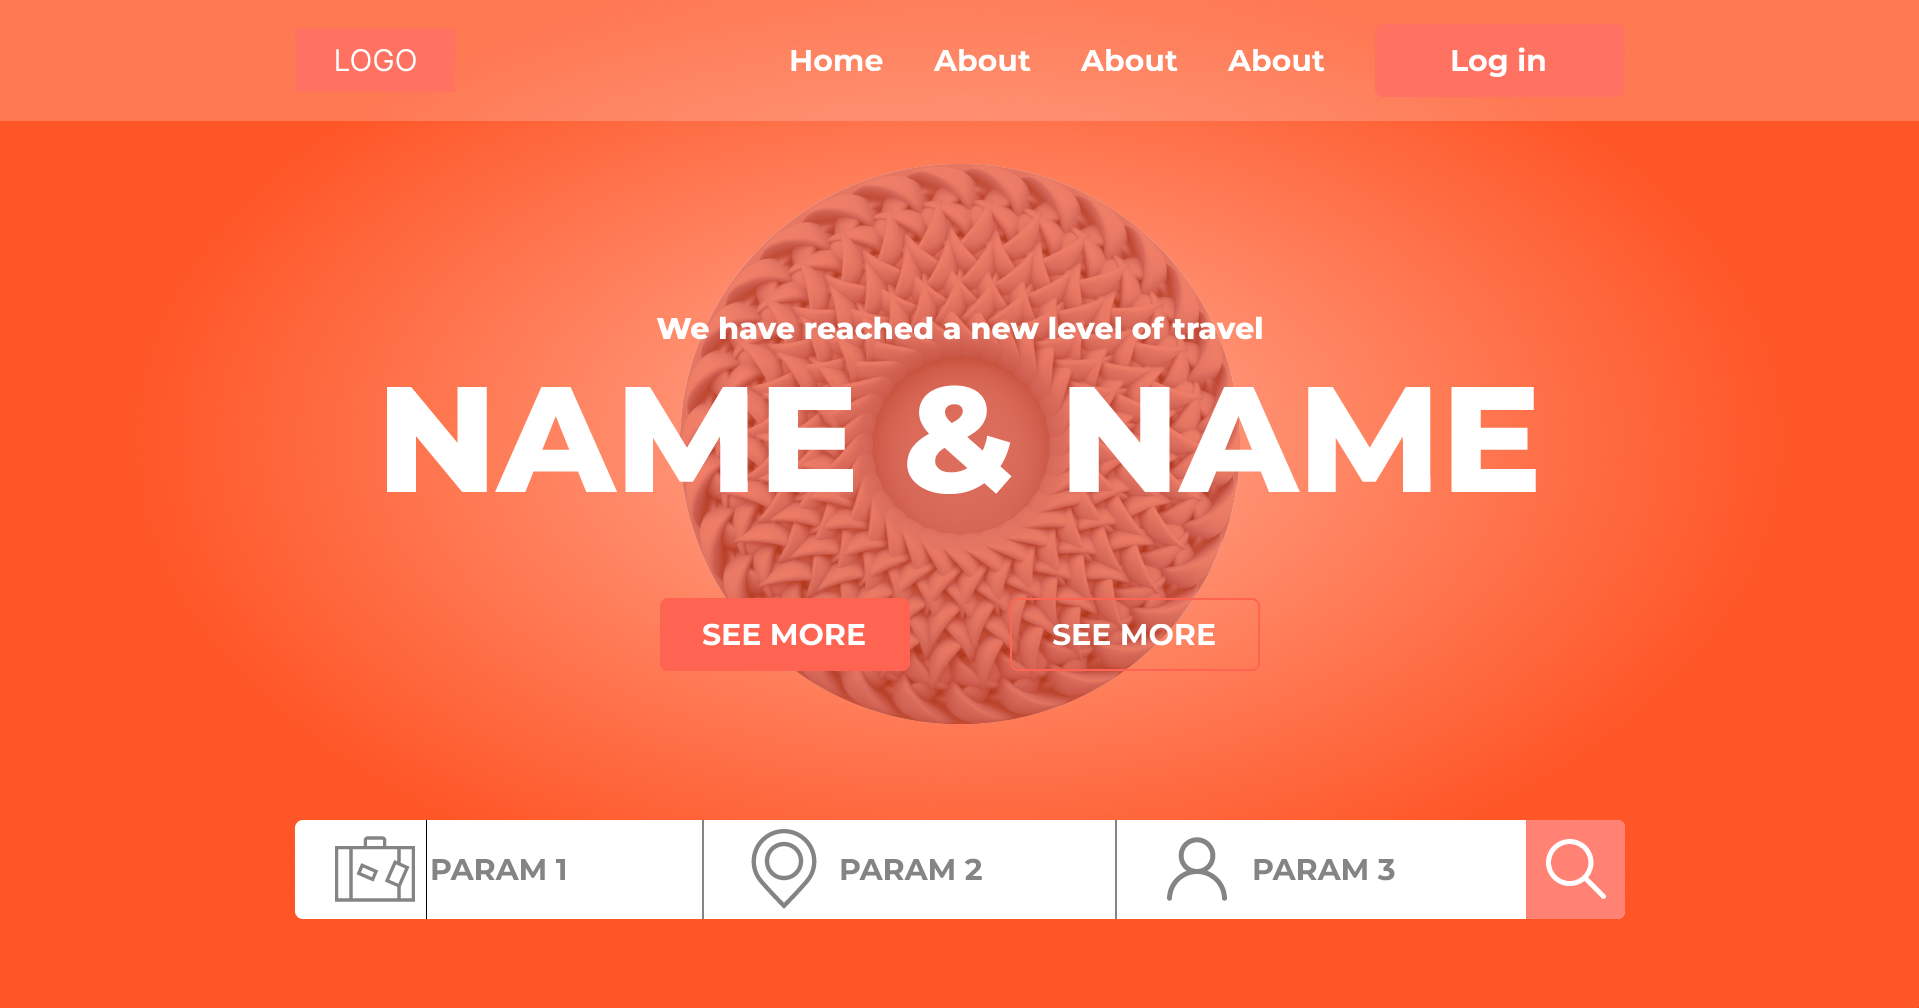 LOGO Home About About About Log in
We have reached a new level of travel
NAME & NAME
SEE MORE SEE MORE
PARAM 1 PARAM 2 PARAM 3